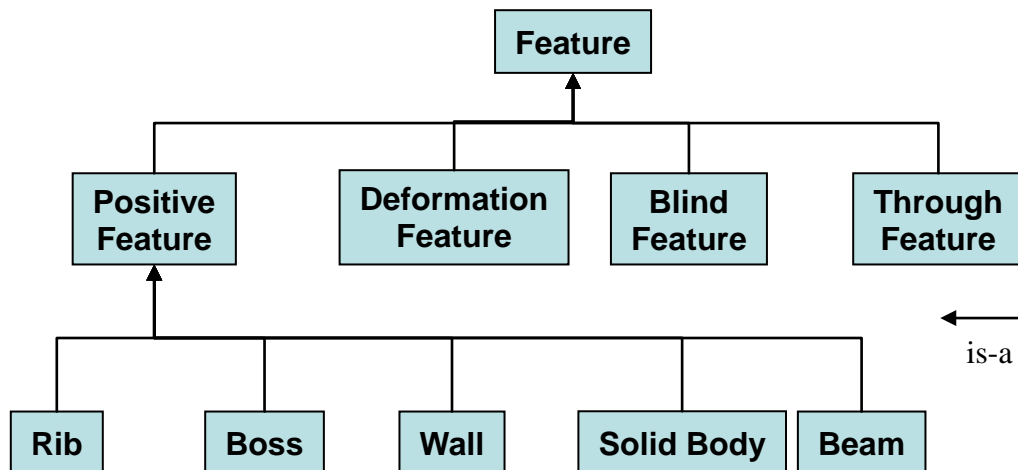 Feature
Positive
Feature
Deformation
Feature
Blind
Feature
Through
Feature
is-a
Rib
Boss
Wall
Solid Body
Beam